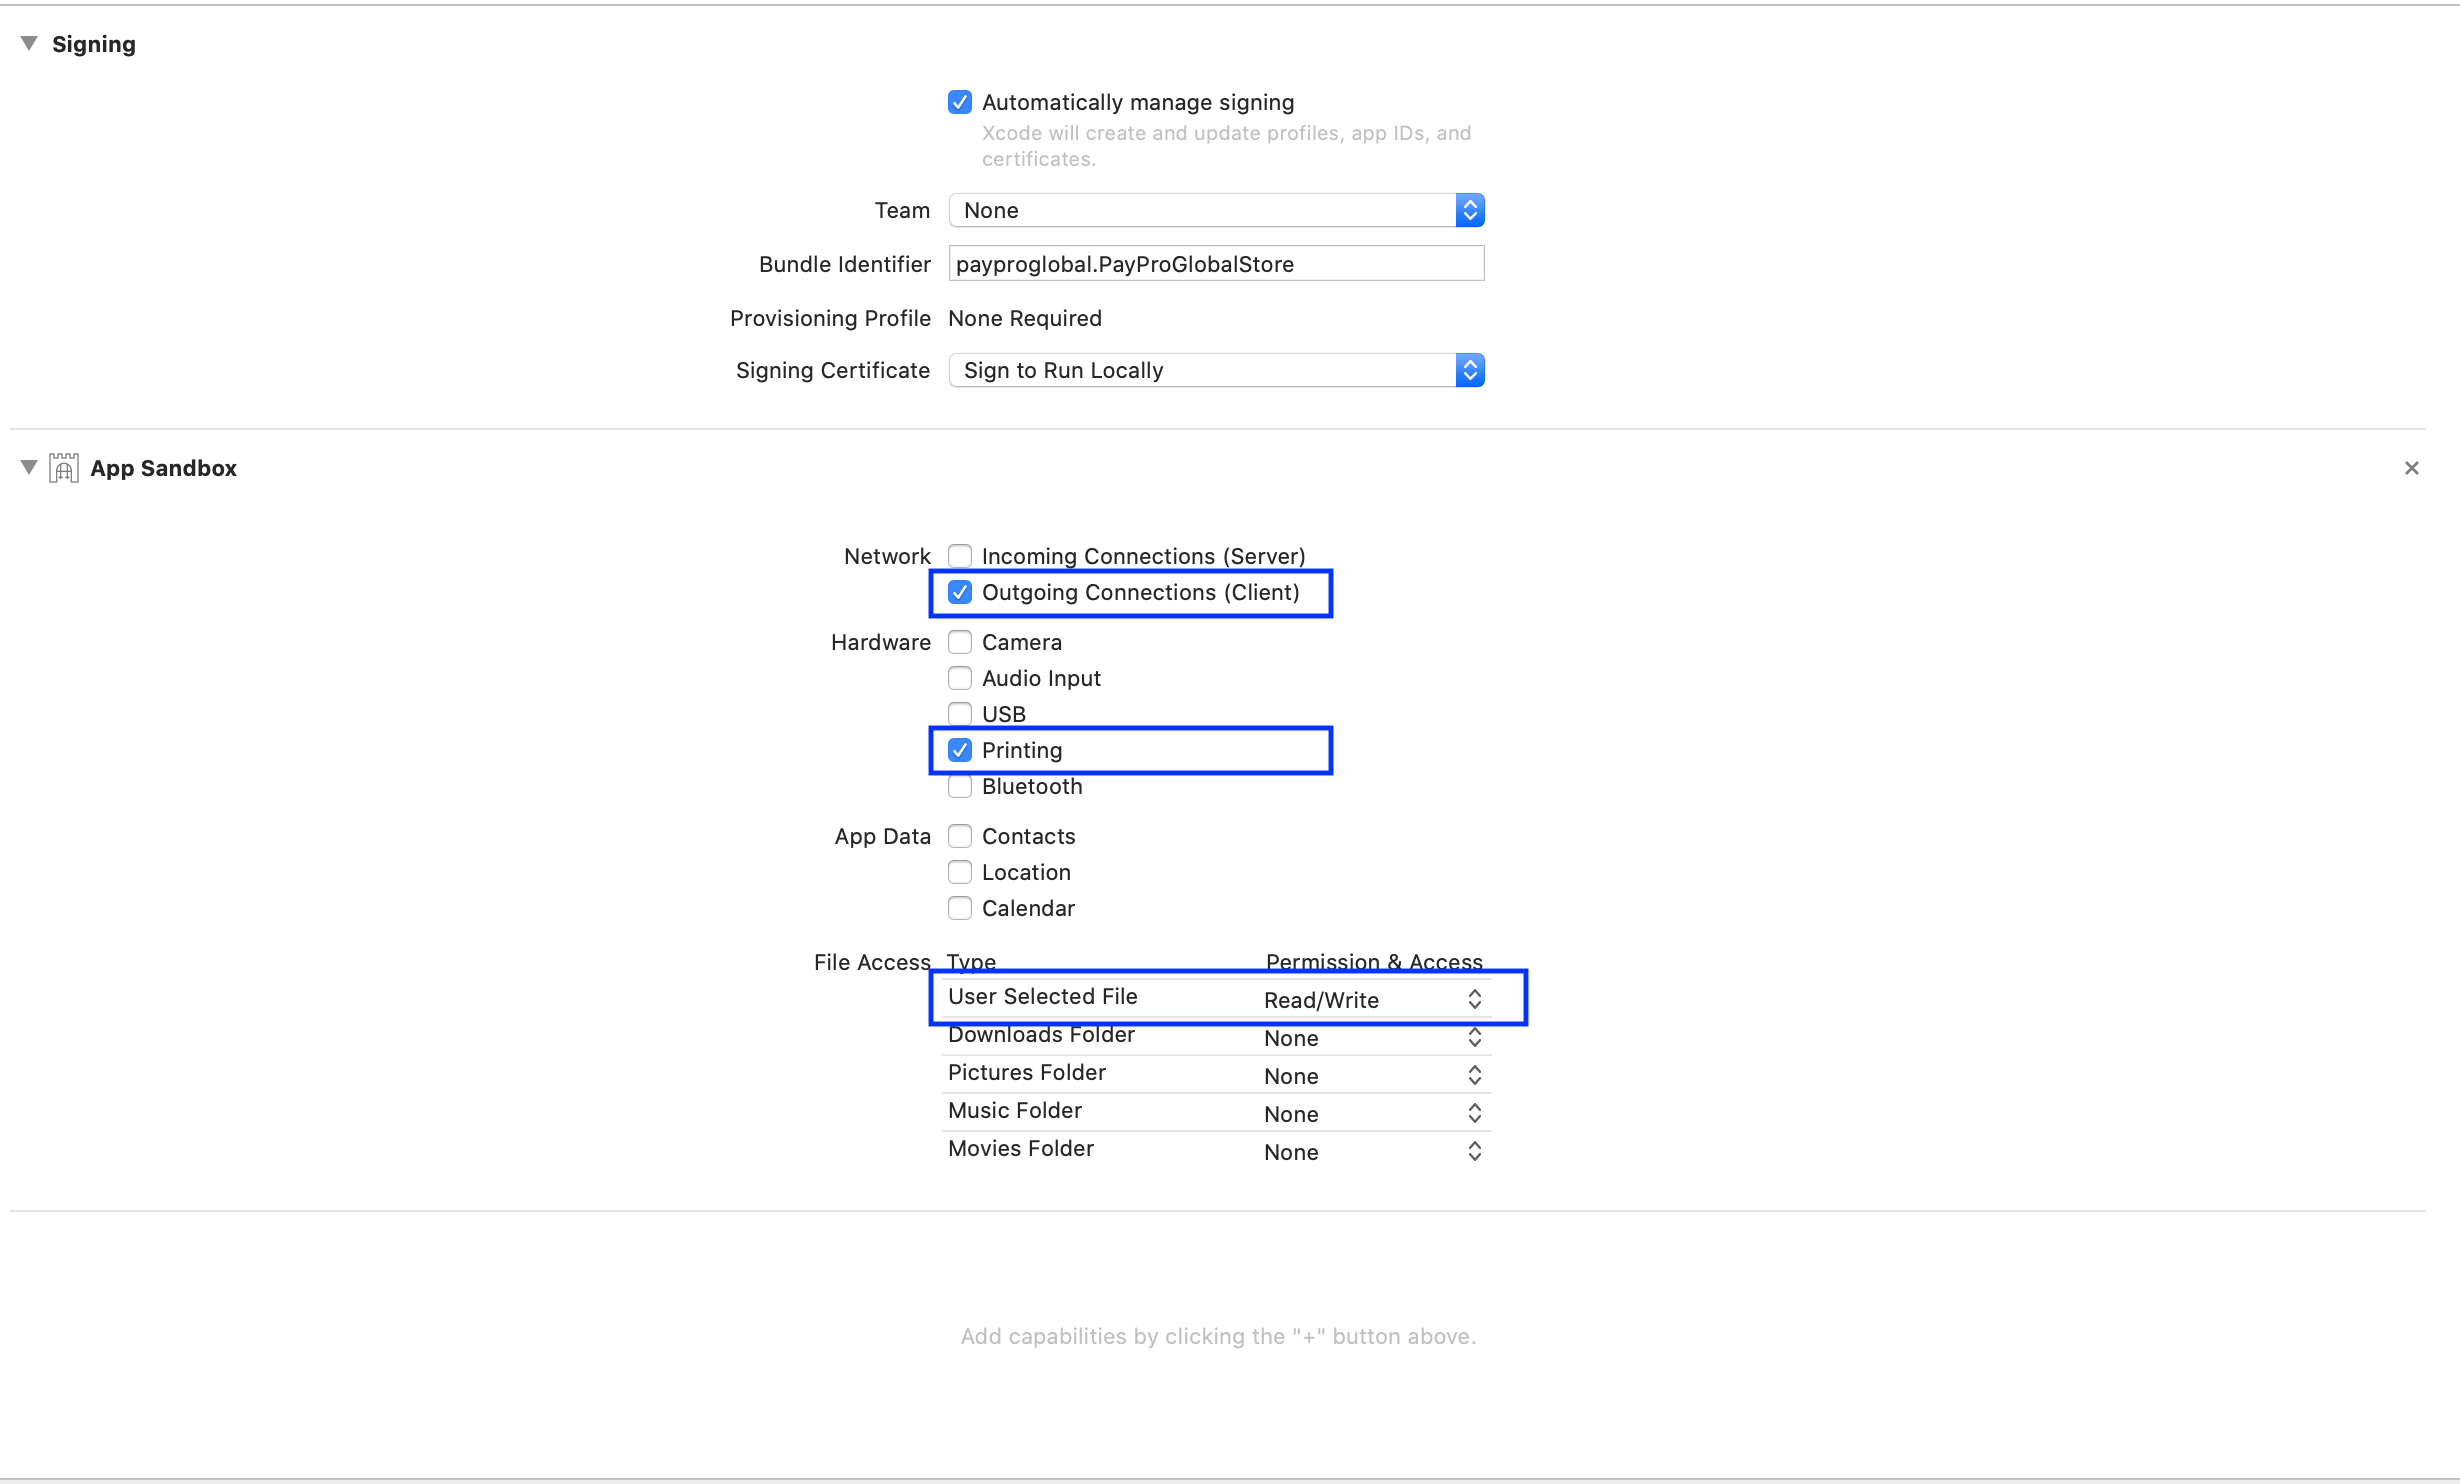 Signing
Automatically manage signing
Xcode will create and update profiles, app IDs, and
certificates.
Team None
Bundle Identifier payproglobal.PayProGlobalStore
Provisioning Profile None Required
Signing Certificate Sign to Run Locally
App Sandbox
Network Incoming Connections (Server)
Outgoing Connections (Client)
Hardware Camera
Audio Input
USB
Printing
Bluetooth
App Data Contacts
Location
Calendar
File Access Type Permission & Access
User Selected File Read/Write
Downloads Folder None
Pictures Folder None
Music Folder None
Movies Folder None
Add capabilities by clicking the "+" button above.